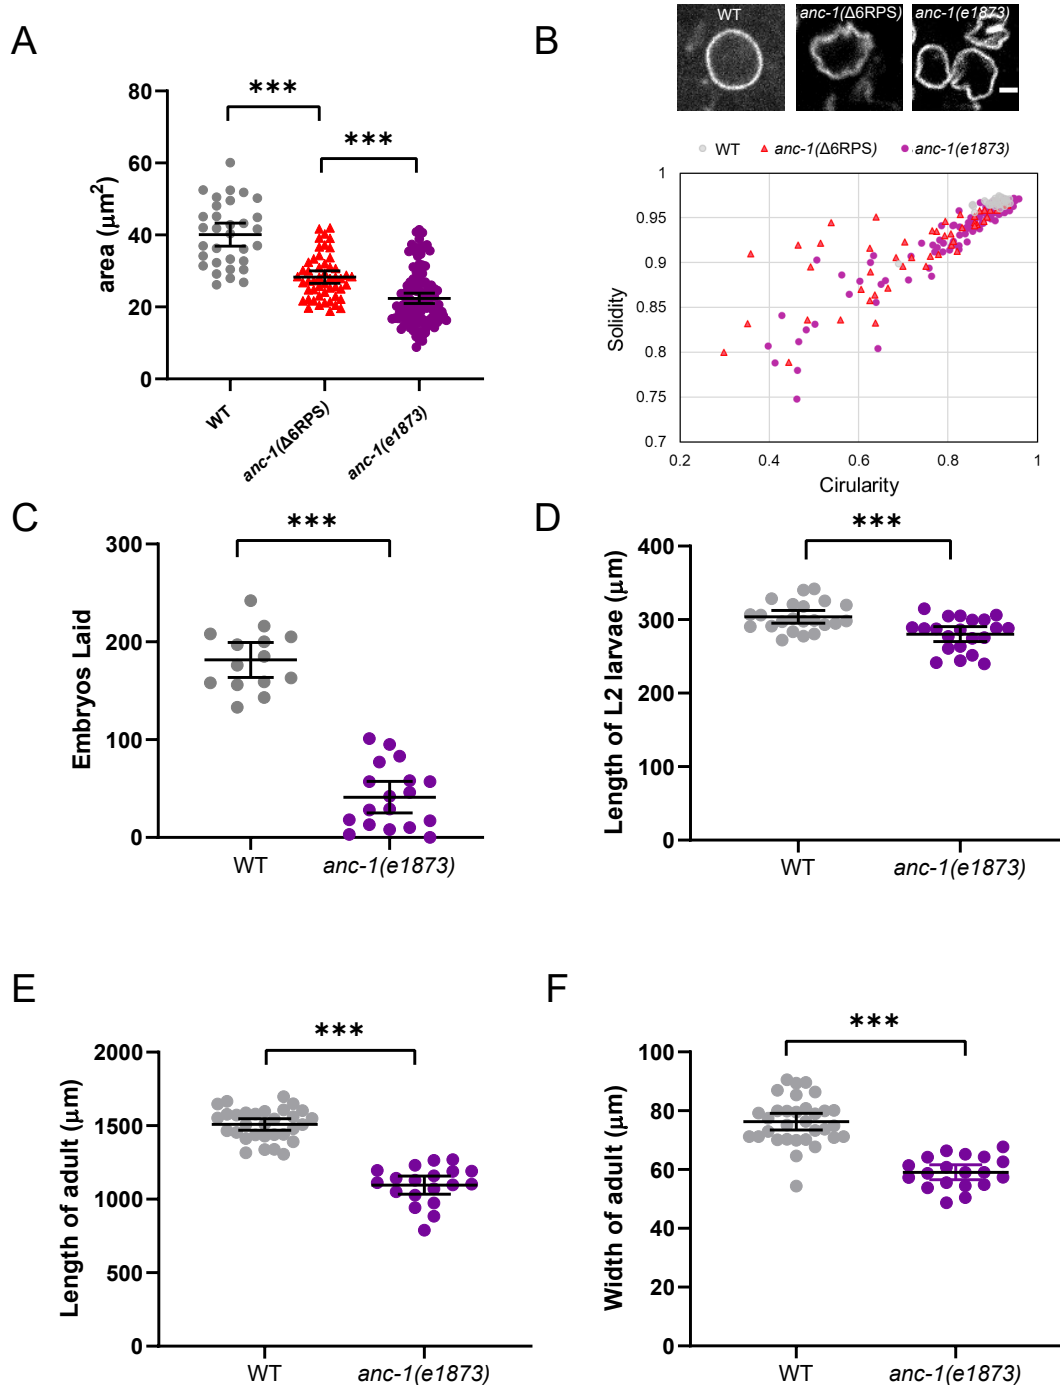 A
***
***
80
60
40
20
0
area (μm²)
WT
anc-1(Δ6RPS)
anc-1(e1873)
B
WT
anc-1(Δ6RPS)
anc-1(e1873)
WT anc-1(Δ6RPS) anc-1(e1873)
1
0.95
0.9
0.85
0.8
0.75
0.7
Solidity
0.2 0.4 0.6 0.8 1
Cirularity
C
***
300
200
100
0
Embryos Laid
WT anc-1(e1873)
D
***
400
300
200
100
0
Length of L2 larvae (μm)
WT anc-1(e1873)
E
***
2000
1500
1000
500
0
Length of adult (μm)
WT anc-1(e1873)
F
***
100
80
60
40
20
0
Width of adult (μm)
WT anc-1(e1873)